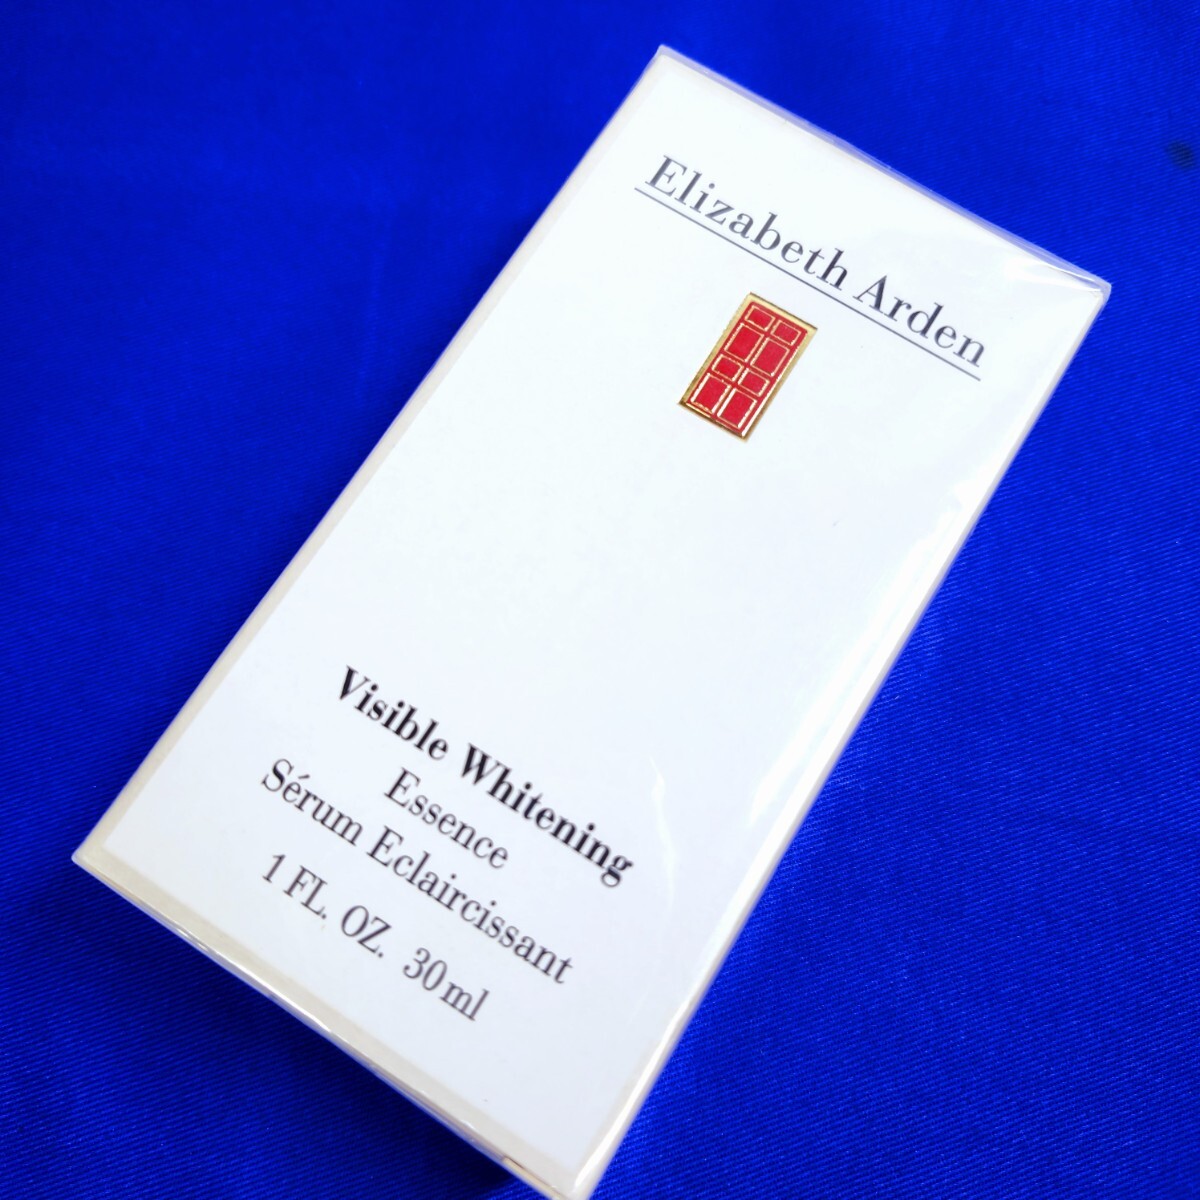 Elizabeth Arden
Visible Whitening
Essence
Sérum Eclaircissant
1 FL. OZ. 30 ml